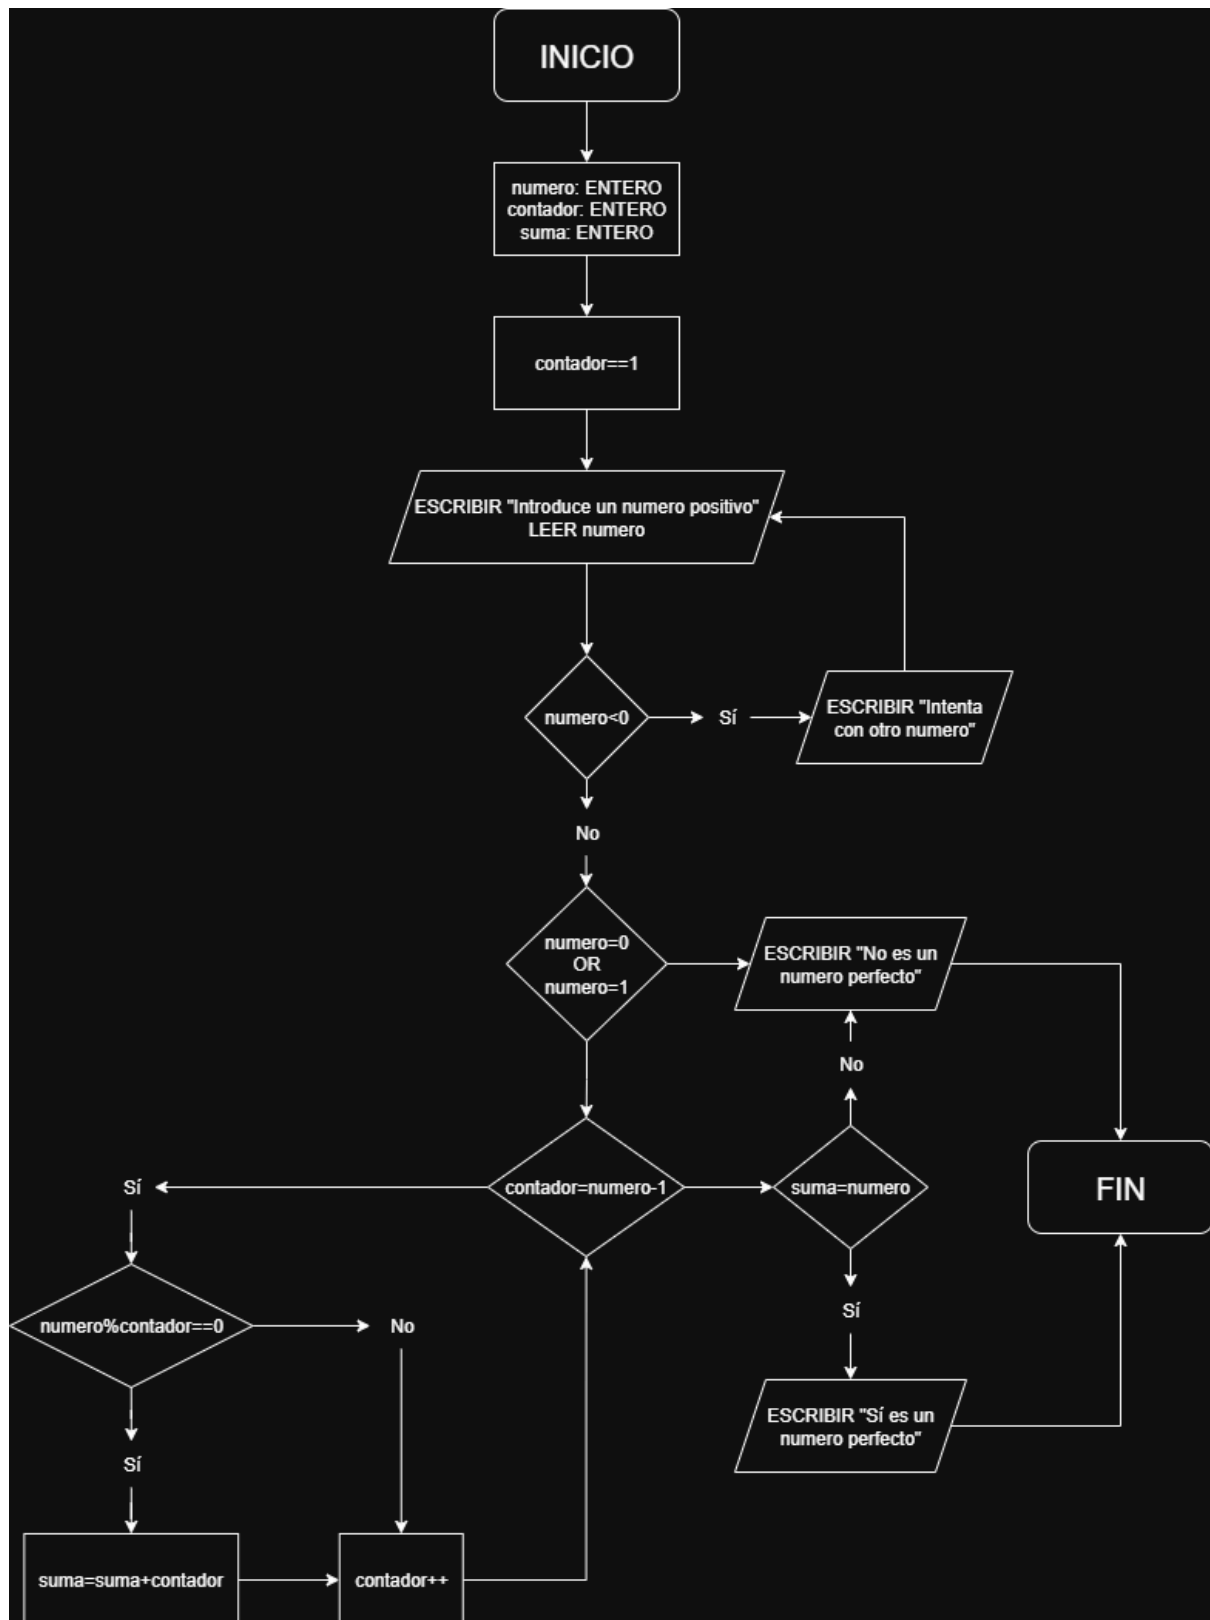 INICIO
numero: ENTERO
contador: ENTERO
suma: ENTERO
contador==1
ESCRIBIR "Introduce un numero positivo"
LEER numero
numero<0
Sí
ESCRIBIR "Intenta
con otro numero"
No
numero=0
OR
numero=1
ESCRIBIR "No es un
numero perfecto"
No
Sí
contador=numero-1
suma=numero
FIN
Sí
numero%contador==0
No
ESCRIBIR "Sí es un
numero perfecto"
Sí
suma=suma+contador
contador++